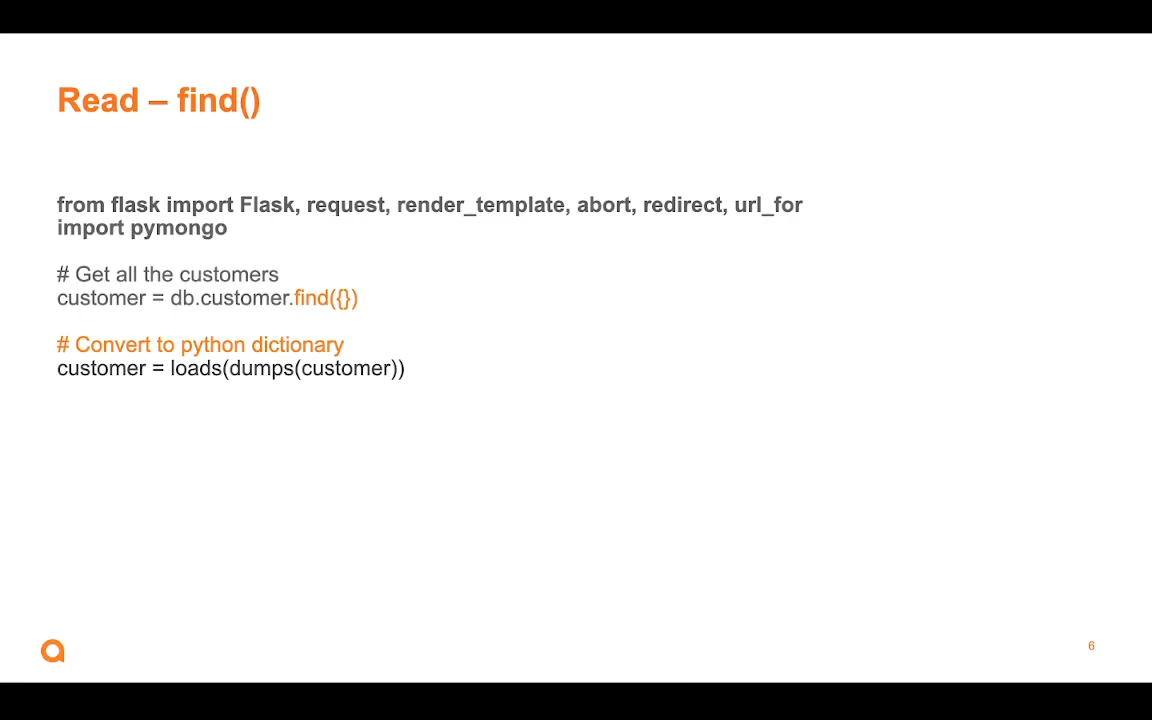 Read – find()
from flask import Flask, request, render_template, abort, redirect, url_for
import pymongo
# Get all the customers
customer = db.customer.find({})
# Convert to python dictionary
customer = loads(dumps(customer))
6